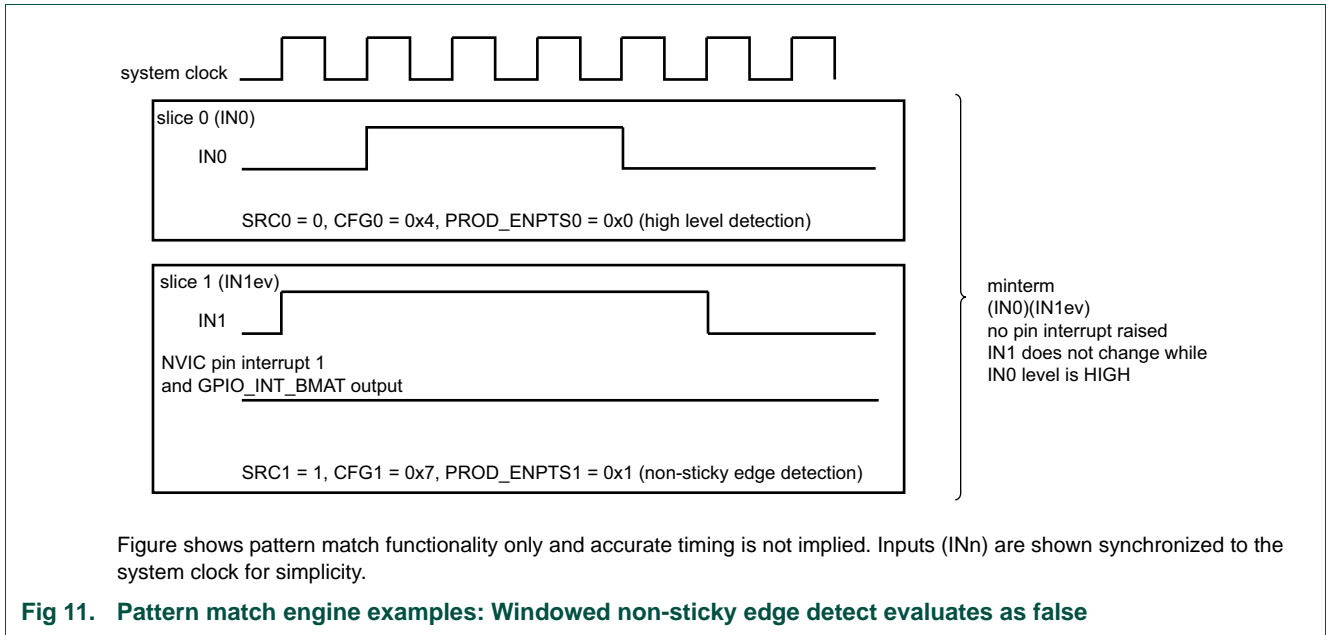 system clock
slice 0 (IN0)
IN0
SRC0 = 0, CFG0 = 0x4, PROD_ENPTS0 = 0x0 (high level detection)
slice 1 (IN1ev)
IN1
NVIC pin interrupt 1
and GPIO_INT_BMAT output
SRC1 = 1, CFG1 = 0x7, PROD_ENPTS1 = 0x1 (non-sticky edge detection)
minterm
(IN0)(IN1ev)
no pin interrupt raised
IN1 does not change while
IN0 level is HIGH
Figure shows pattern match functionality only and accurate timing is not implied. Inputs (INn) are shown synchronized to the
system clock for simplicity.
Fig 11. Pattern match engine examples: Windowed non-sticky edge detect evaluates as false